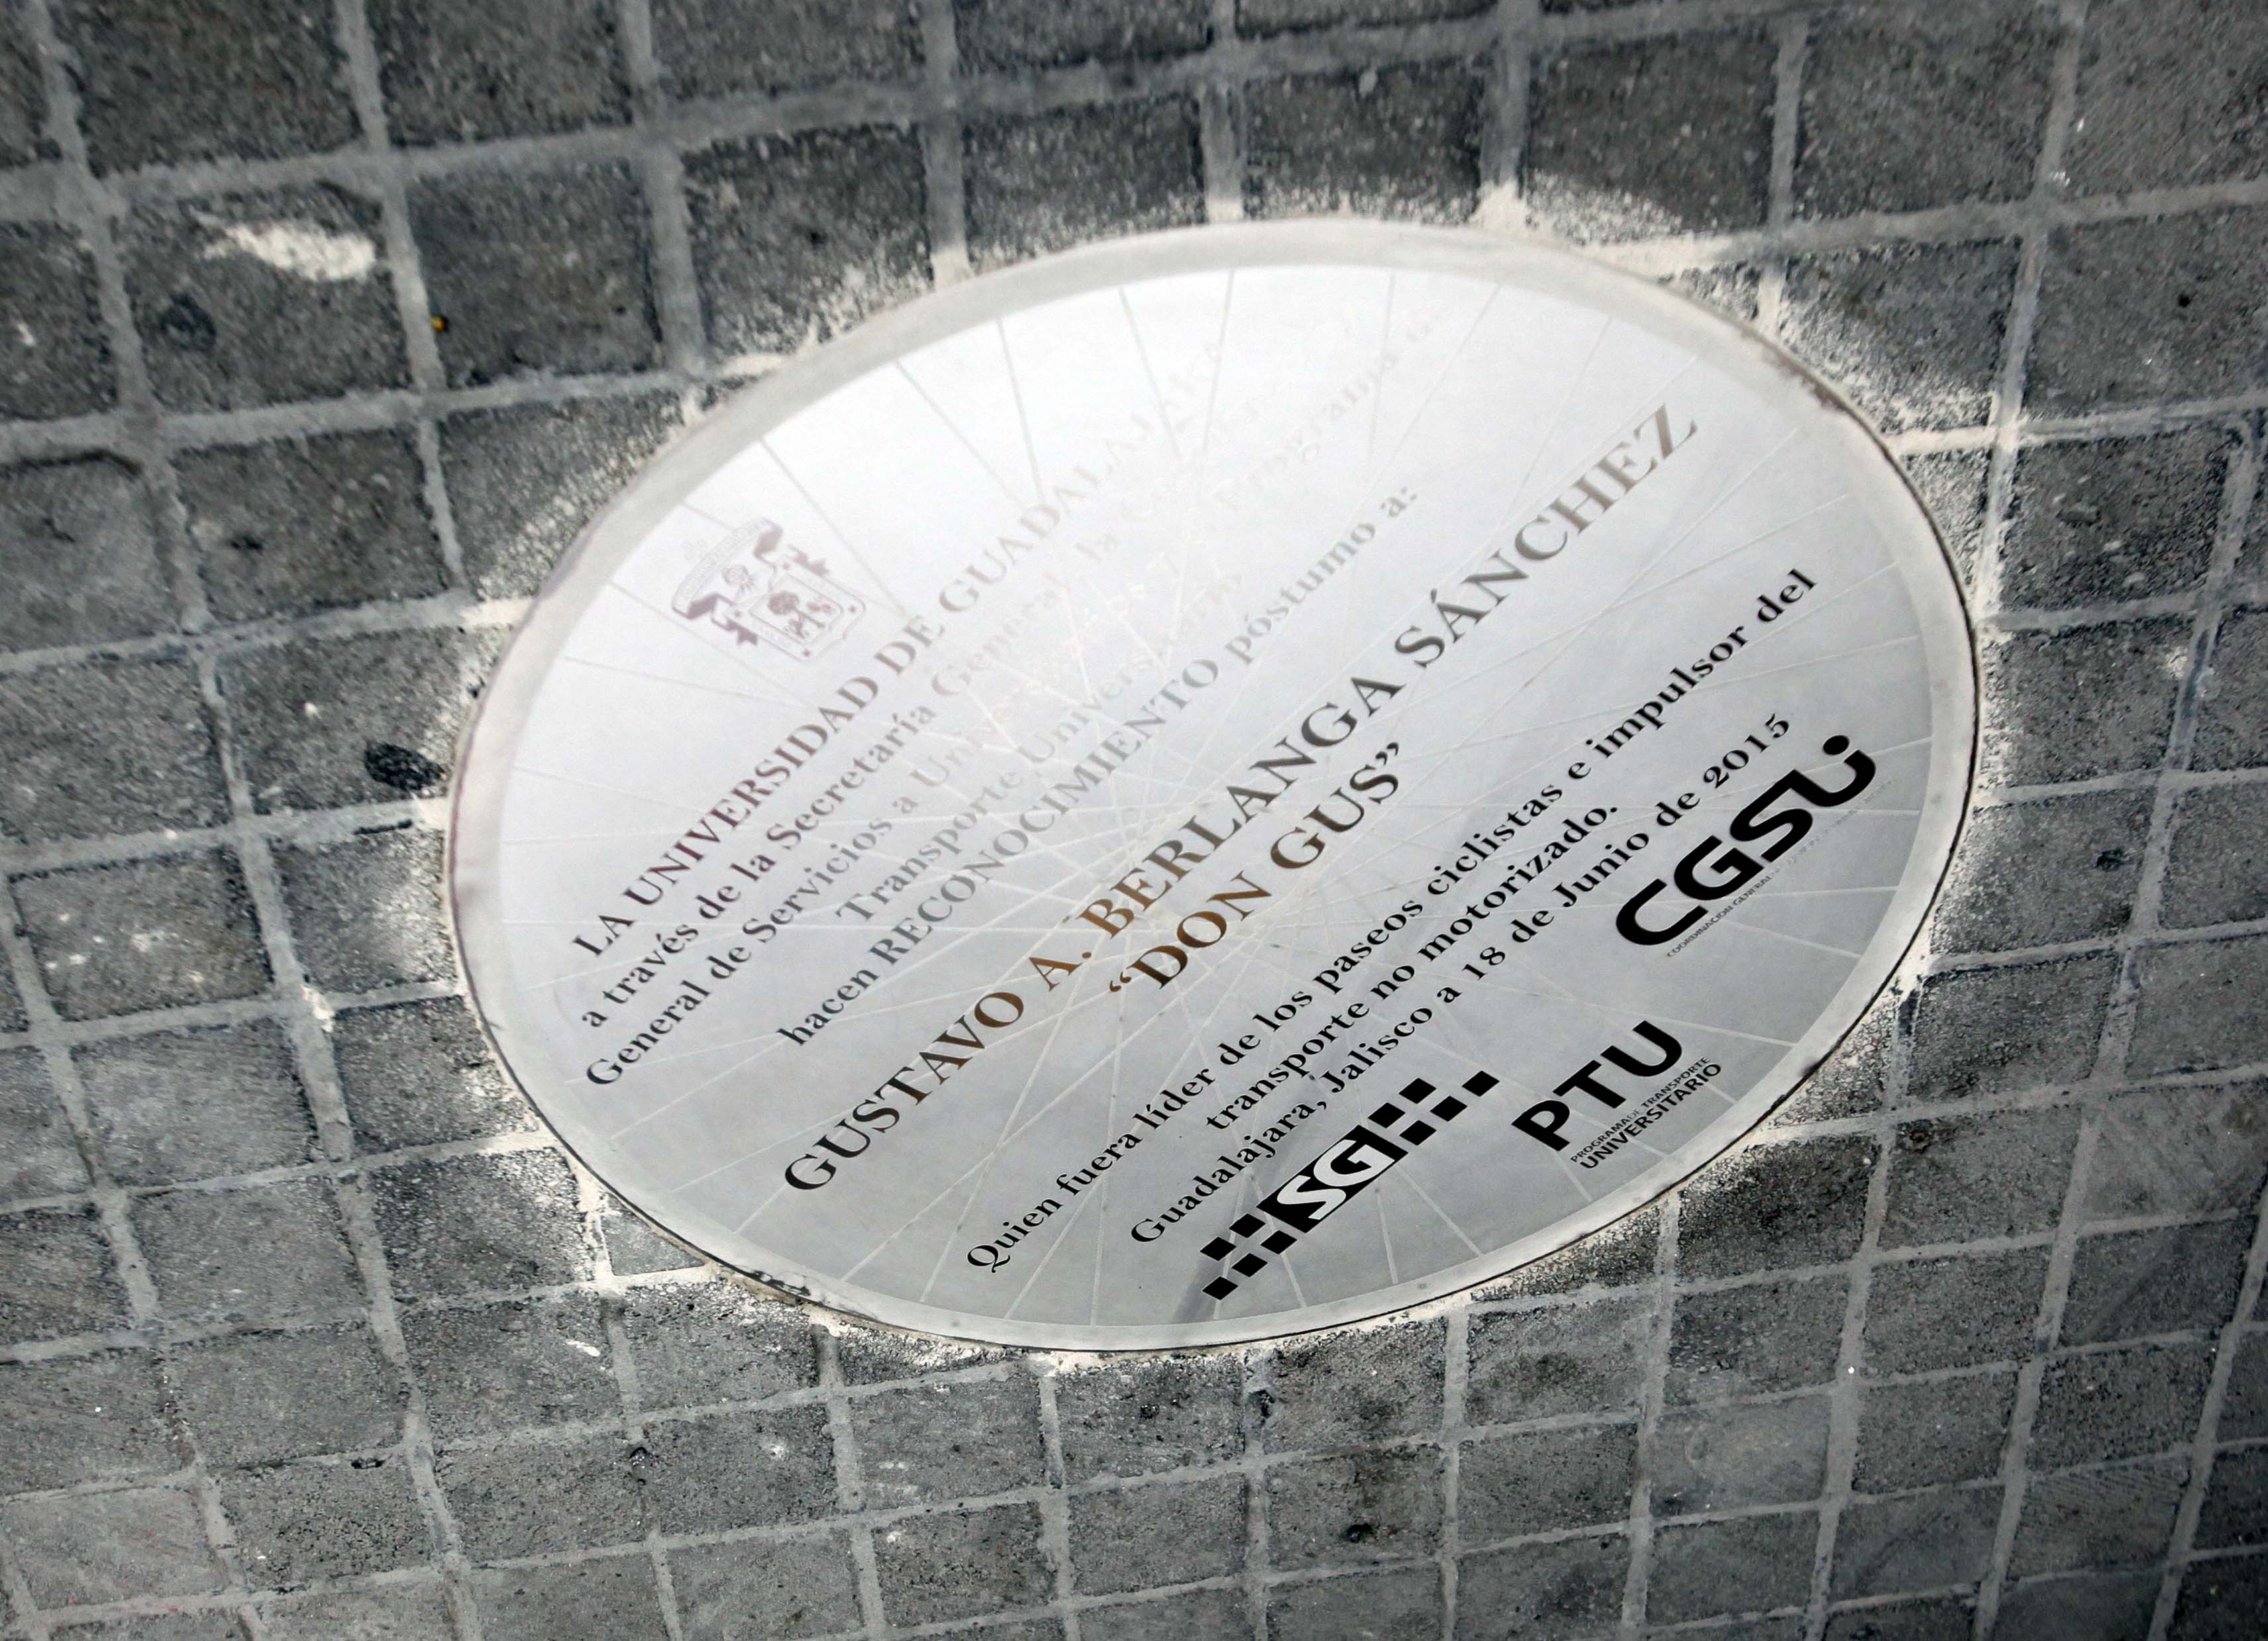 LA UNIVERSIDAD DE GUADALAJARA
a través de la Secretaría General, la
General de Servicios a Universitarios Programa
Transporte Universitario
hacen RECONOCIMIENTO póstumo a:
GUSTAVO A. BERLANGA SÁNCHEZ
“DON GUS”
Quien fuera líder de los paseos ciclistas e impulsor del
transporte no motorizado.
Guadalajara, Jalisco a 18 de Junio de 2015
SG
PTU
PROGRAMA DE TRANSPORTE
UNIVERSITARIO
CGSU
COORDINACIÓN GENERAL